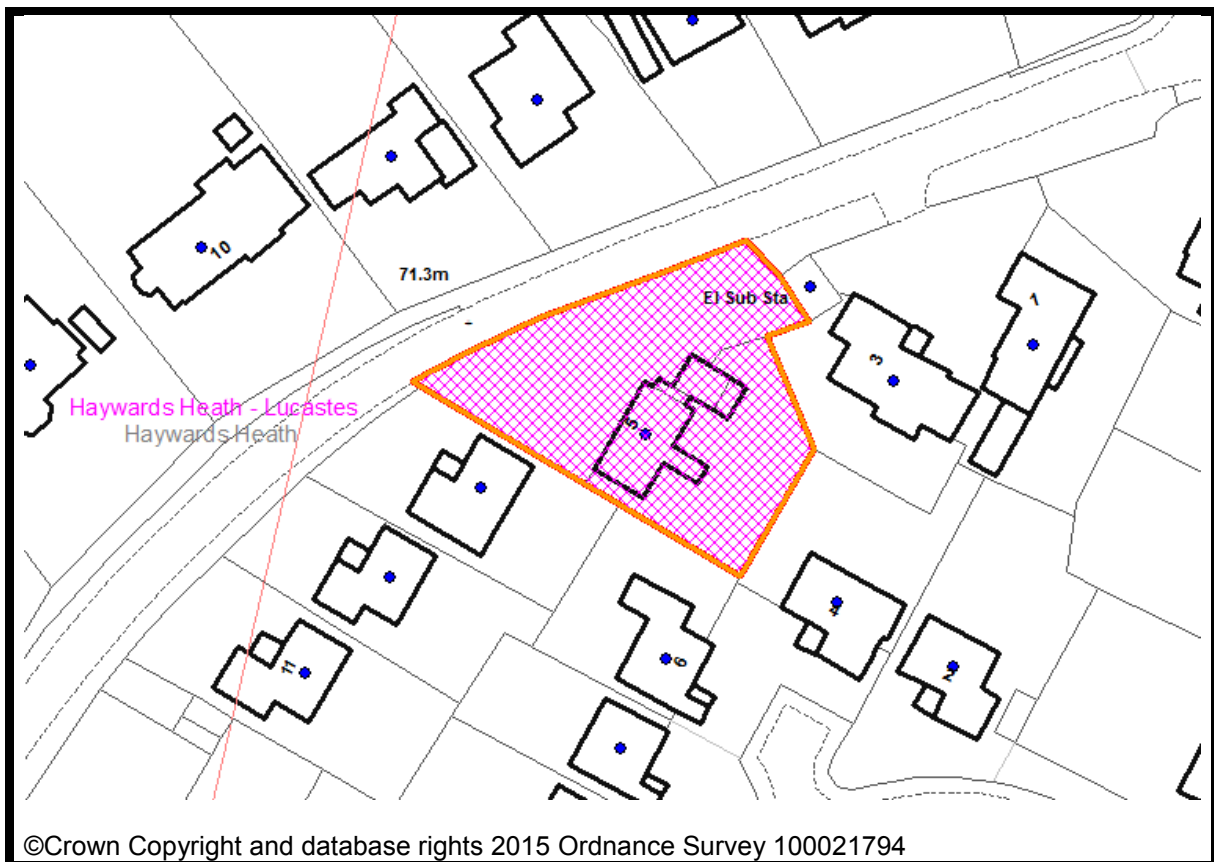 10
71.3m
El Sub Sta
1
3
5
Haywards Heath - Lucastes
Haywards Heath
4
6
2
11
©Crown Copyright and database rights 2015 Ordnance Survey 100021794